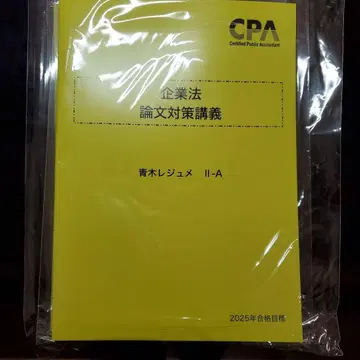 CPA
Certified Public Accountant
企業法
論文対策講義
青木レジュメ II-A
2025年合格目標